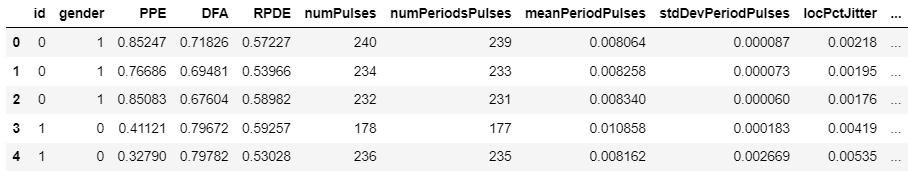 id gender PPE DFA RPDE numPulses numPeriodsPulses meanPeriodPulses stdDevPeriodPulses locPctJitter ...
0 0 1 0.85247 0.71826 0.57227 240 239 0.008064 0.000087 0.00218 ...
1 0 1 0.76686 0.69481 0.53966 234 233 0.008258 0.000073 0.00195 ...
2 0 1 0.85083 0.67604 0.58982 232 231 0.008340 0.000060 0.00176 ...
3 1 0 0.41121 0.79672 0.59257 178 177 0.010858 0.000183 0.00419 ...
4 1 0 0.32790 0.79782 0.53028 236 235 0.008162 0.002669 0.00535 ...